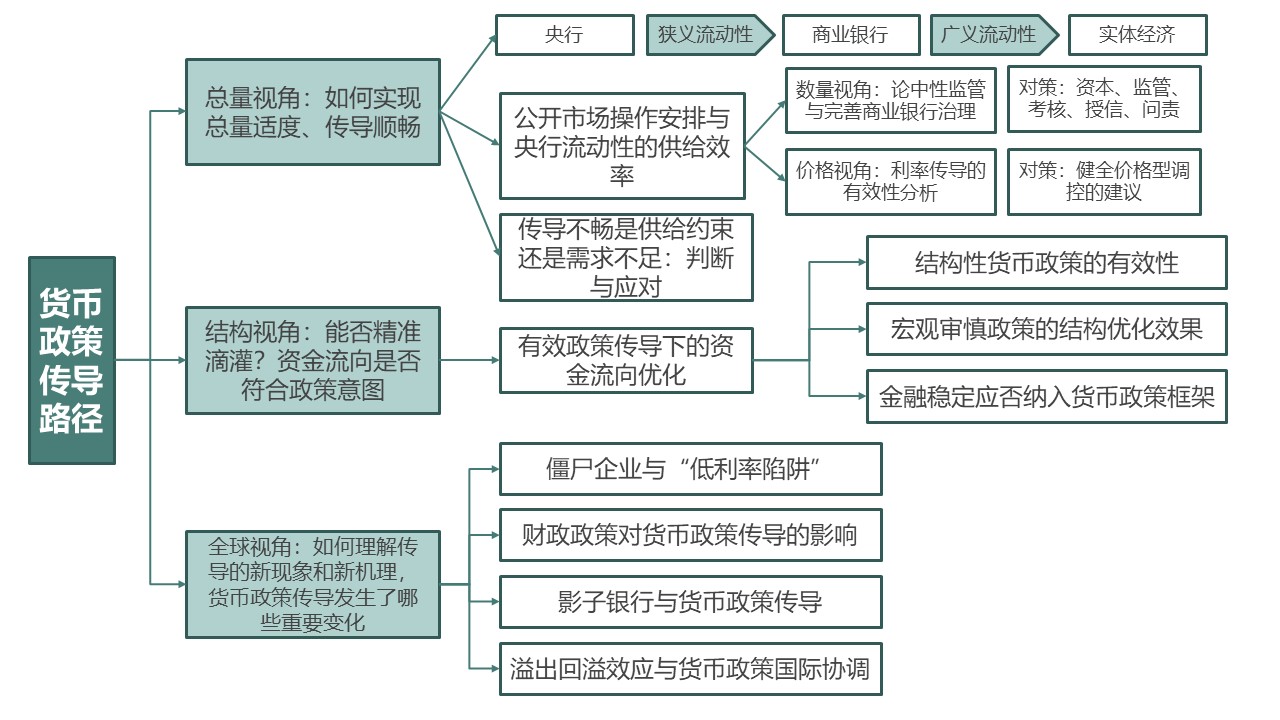 货币
政策
传导
路径
总量视角：如何实现
总量适度、传导顺畅
央行
狭义流动性
商业银行
广义流动性
实体经济
公开市场操作安排与
央行流动性的供给效
率
数量视角：论中性监管
与完善商业银行治理
对策：资本、监管、
考核、授信、问责
价格视角：利率传导的
有效性分析
对策：健全价格型调
控的建议
传导不畅是供给约束
还是需求不足：判断
与应对
结构视角：能否精准
滴灌？资金流向是否
符合政策意图
有效政策传导下的资
金流向优化
结构性货币政策的有效性
宏观审慎政策的结构优化效果
金融稳定应否纳入货币政策框架
全球视角：如何理解传
导的新现象和新机理，
货币政策传导发生了哪
些重要变化
僵尸企业与“低利率陷阱”
财政政策对货币政策传导的影响
影子银行与货币政策传导
溢出回溢效应与货币政策国际协调